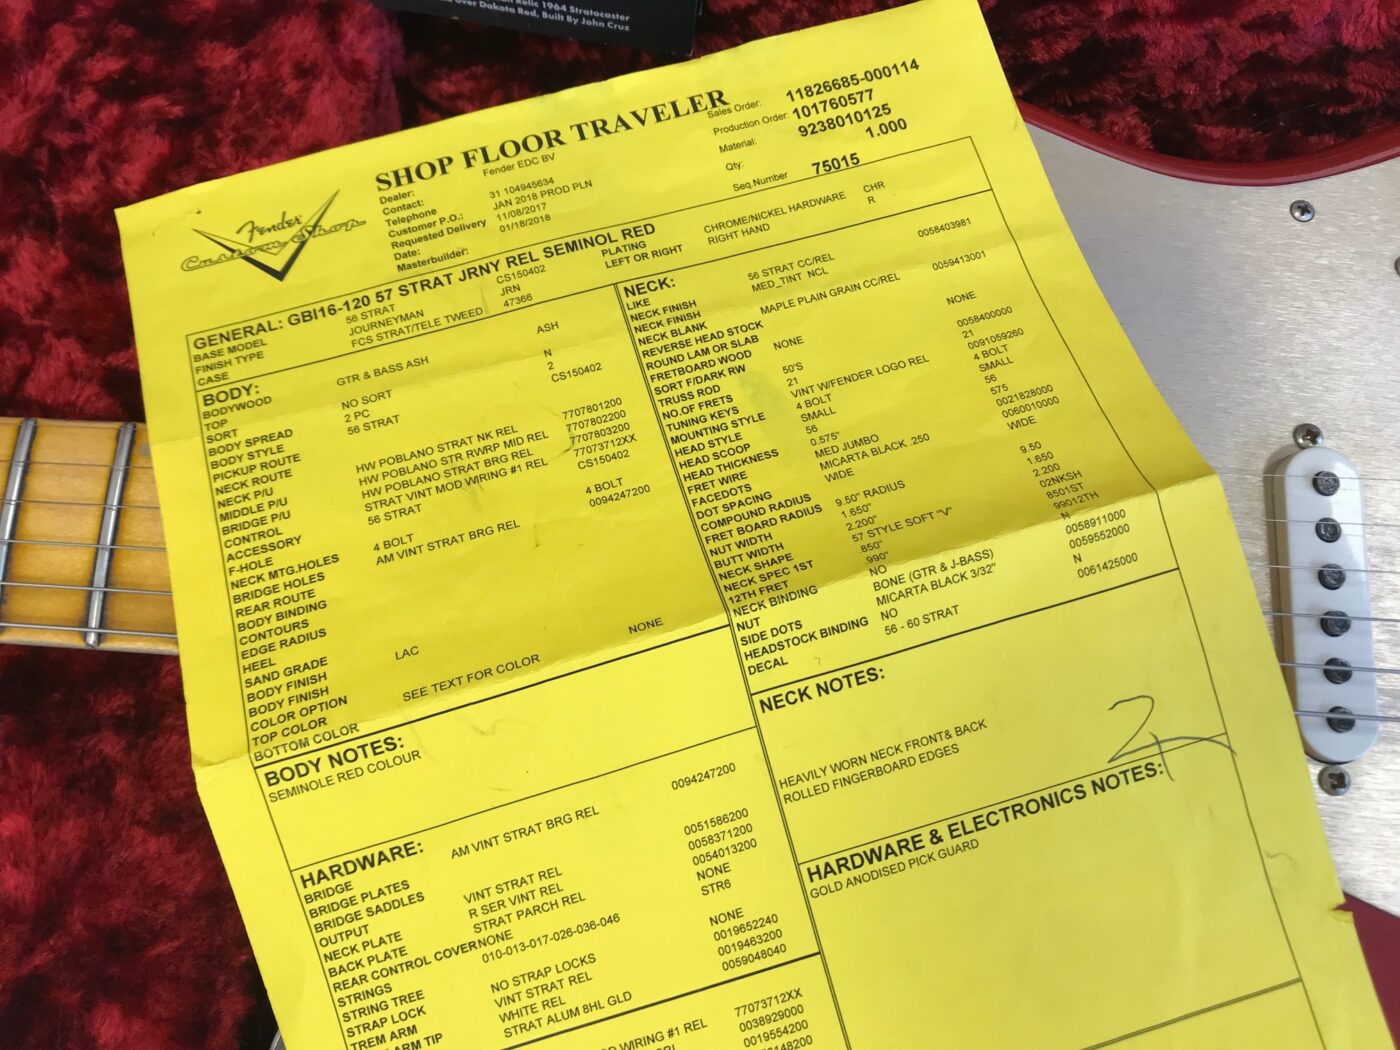 Relic 1964 Stratocaster
over Dakota Red, Built By John Cruz
Fender
Custom Shop
SHOP FLOOR TRAVELER
Dealer: Fender EDC BV
Contact:
Telephone 31 104945634
Customer P.O.: JAN 2018 PROD PLN
Requested Delivery 11/08/2017
Date: 01/18/2018
Masterbuilder:
Sales Order: 11826685-000114
Production Order: 101760577
Material: 9238010125
Qty: 1.000
Seq.Number 75015
GENERAL: GBI16-120 57 STRAT JRNY REL SEMINOL RED
BASE MODEL 56 STRAT CS150402
FINISH TYPE JOURNEYMAN JRN
CASE FCS STRAT/TELE TWEED 47366
PLATING CHROME/NICKEL HARDWARE CHR
LEFT OR RIGHT RIGHT HAND R
BODY:
BODYWOOD GTR & BASS ASH ASH
TOP
SORT NO SORT N
BODY SPREAD 2 PC 2
BODY STYLE 56 STRAT CS150402
PICKUP ROUTE
NECK ROUTE
NECK P/U HW POBLANO STRAT NK REL 7707801200
MIDDLE P/U HW POBLANO STR RWRP MID REL 7707802200
BRIDGE P/U HW POBLANO STRAT BRG REL 7707803200
CONTROL STRAT VINT MOD WIRING #1 REL 77073712XX
ACCESSORY 56 STRAT CS150402
F-HOLE
NECK MTG.HOLES 4 BOLT 4 BOLT
BRIDGE HOLES AM VINT STRAT BRG REL 0094247200
REAR ROUTE
BODY BINDING
CONTOURS
EDGE RADIUS
HEEL
SAND GRADE
BODY FINISH LAC
BODY FINISH
COLOR OPTION NONE
TOP COLOR SEE TEXT FOR COLOR
BOTTOM COLOR
BODY NOTES:
SEMINOLE RED COLOUR
HARDWARE:
BRIDGE AM VINT STRAT BRG REL 0094247200
BRIDGE PLATES
BRIDGE SADDLES
OUTPUT VINT STRAT REL 0051586200
NECK PLATE R SER VINT REL 0058371200
BACK PLATE STRAT PARCH REL 0054013200
REAR CONTROL COVER NONE NONE
STRINGS 010-013-017-026-036-046 STR6
STRING TREE
STRAP LOCK NO STRAP LOCKS NONE
TREM ARM VINT STRAT REL 0019652240
ARM TIP WHITE REL 0019463200
STRAT ALUM 8HL GLD 0059048040
WIRING #1 REL 77073712XX
0038929000
0019554200
NECK:
LIKE 56 STRAT CC/REL 0058403981
NECK FINISH MED_TINT NCL
NECK FINISH
NECK BLANK MAPLE PLAIN GRAIN CC/REL 0059413001
REVERSE HEAD STOCK
ROUND LAM OR SLAB
FRETBOARD WOOD NONE NONE
SORT F/DARK RW
TRUSS ROD 50'S 0058400000
NO.OF FRETS 21 21
TUNING KEYS VINT W/FENDER LOGO REL 0091059260
MOUNTING STYLE 4 BOLT 4 BOLT
HEAD STYLE SMALL SMALL
HEAD SCOOP 56 56
HEAD THICKNESS 0.575" 575
FRET WIRE MED JUMBO 0021828000
FACEDOTS MICARTA BLACK .250 0060010000
DOT SPACING WIDE WIDE
COMPOUND RADIUS
FRET BOARD RADIUS 9.50" RADIUS 9.50
NUT WIDTH 1.650" 1.650
BUTT WIDTH 2.200" 2.200
NECK SHAPE 57 STYLE SOFT "V" 02NKSH
NECK SPEC 1ST .850" 8501ST
12TH FRET .990" 99012TH
NECK BINDING NO N
NUT BONE (GTR & J-BASS) 0058911000
SIDE DOTS MICARTA BLACK 3/32" 0059552000
HEADSTOCK BINDING NO N
DECAL 56 - 60 STRAT 0061425000
NECK NOTES:
HEAVILY WORN NECK FRONT& BACK
ROLLED FINGERBOARD EDGES
HARDWARE & ELECTRONICS NOTES:
GOLD ANODISED PICK GUARD